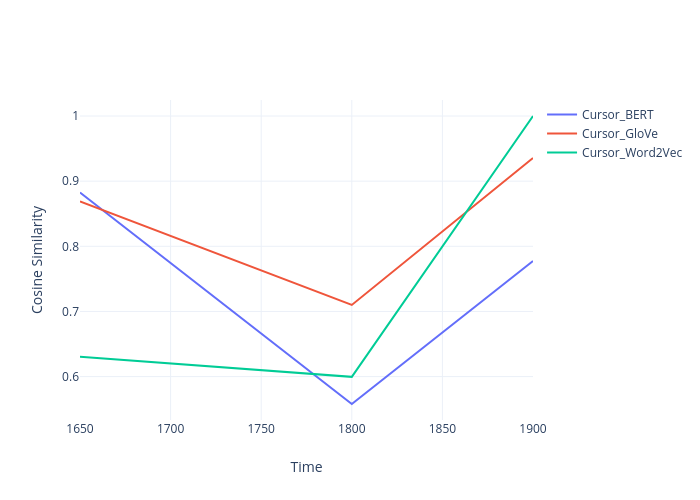 1
0.9
0.8
0.7
0.6
Cosine Similarity
1650 1700 1750 1800 1850 1900
Time
Cursor_BERT
Cursor_GloVe
Cursor_Word2Vec